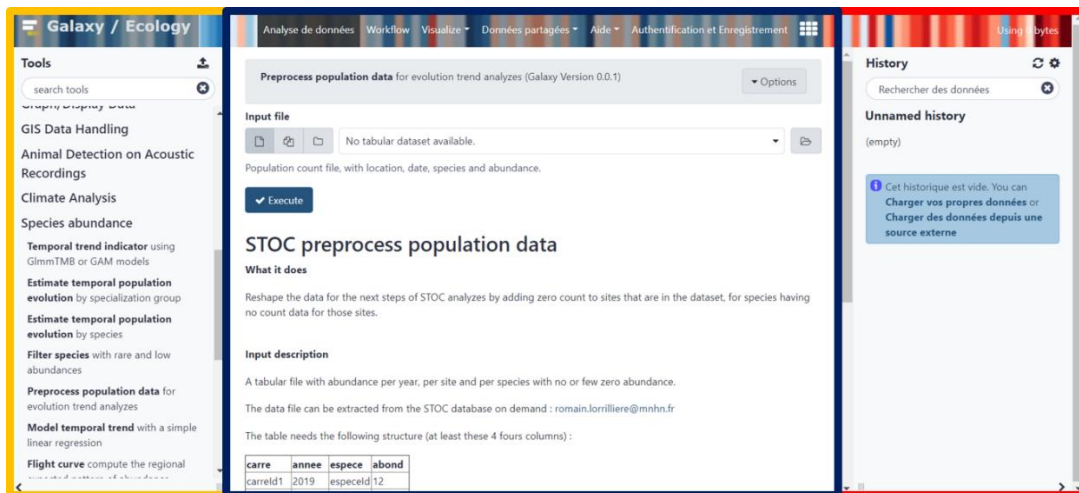 Galaxy / Ecology
Tools
search tools
Graph/Display Data
GIS Data Handling
Animal Detection on Acoustic
Recordings
Climate Analysis
Species abundance
Temporal trend indicator using
GlmmTMB or GAM models
Estimate temporal population
evolution by specialization group
Estimate temporal population
evolution by species
Filter species with rare and low
abundances
Preprocess population data for
evolution trend analyzes
Model temporal trend with a simple
linear regression
Flight curve compute the regional
expected pattern of abundance
Analyse de données Workflow Visualize Données partagées Aide Authentification et Enregistrement
Preprocess population data for evolution trend analyzes (Galaxy Version 0.0.1)
Options
Input file
No tabular dataset available.
Population count file, with location, date, species and abundance.
Execute
STOC preprocess population data
What it does
Reshape the data for the next steps of STOC analyzes by adding zero count to sites that are in the dataset, for species having
no count data for those sites.
Input description
A tabular file with abundance per year, per site and per species with no or few zero abundance.
The data file can be extracted from the STOC database on demand : romain.lorrilliere@mnhn.fr
The table needs the following structure (at least these 4 fours columns) :
carre annee espece abond
carreId1 2019 especeId 12
Using bytes
History
Rechercher des données
Unnamed history
(empty)
Cet historique est vide. You can
Charger vos propres données or
Charger des données depuis une
source externe